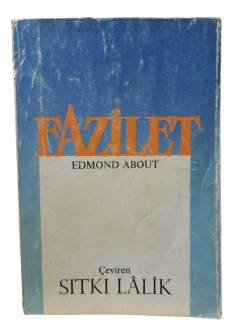 FAZİLET
EDMOND ABOUT
Çeviren
SITKI LÂLİK